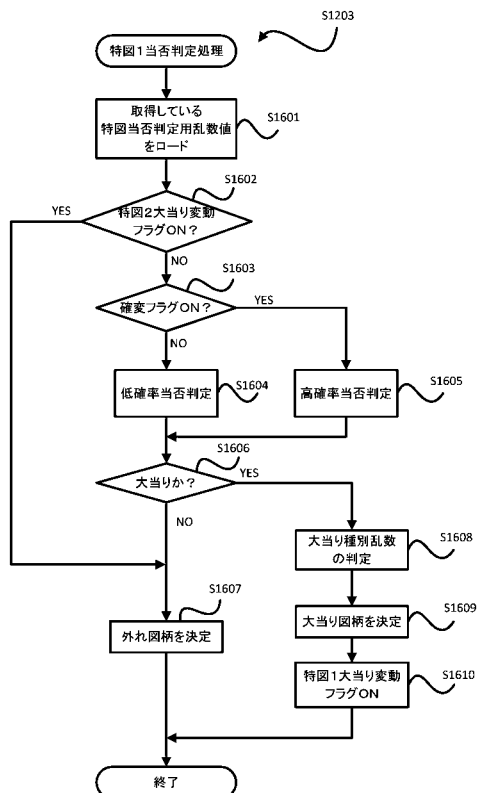 S1203
特図1当否判定処理
取得している
特図当否判定用乱数値
をロード
S1601
S1602
YES
特図2大当り変動
フラグON?
NO
S1603
確変フラグON?
YES
NO
低確率当否判定
S1604
高確率当否判定
S1605
S1606
大当りか?
YES
NO
大当り種別乱数
の判定
S1608
S1607
外れ図柄を決定
大当り図柄を決定
S1609
特図1大当り変動
フラグON
S1610
終了